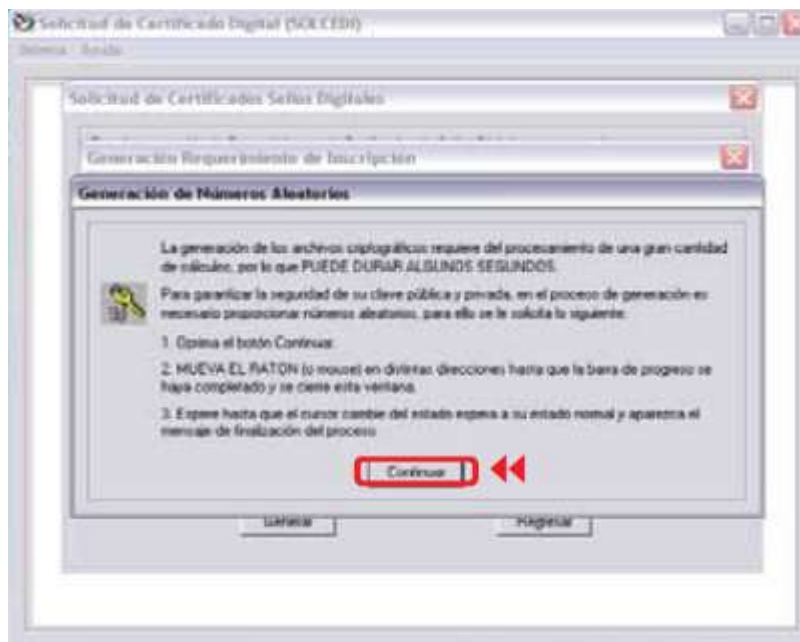 Solicitud de Certificado Digital (SOLCEDI)
Ayuda
Solicitud de Certificados Sellos Digitales
Generación Requerimiento de Inscripción
Generación de Números Aleatorios
La generación de los archivos criptográficos requiere del procesamiento de una gran cantidad
de cálculos, por lo que PUEDE DURAR ALGUNOS SEGUNDOS.
Para garantizar la seguridad de su clave pública y privada, en el proceso de generación es
necesario proporcionar números aleatorios, para ello se le solicita lo siguiente:
1. Oprima el botón Continuar.
2. MUEVA EL RATON (o mouse) en distintas direcciones hasta que la barra de progreso se
haya completado y se cierre esta ventana.
3. Espere hasta que el cursor cambie del estado espera a su estado normal y aparezca el
mensaje de finalización del proceso
Continuar
Generar Regresar